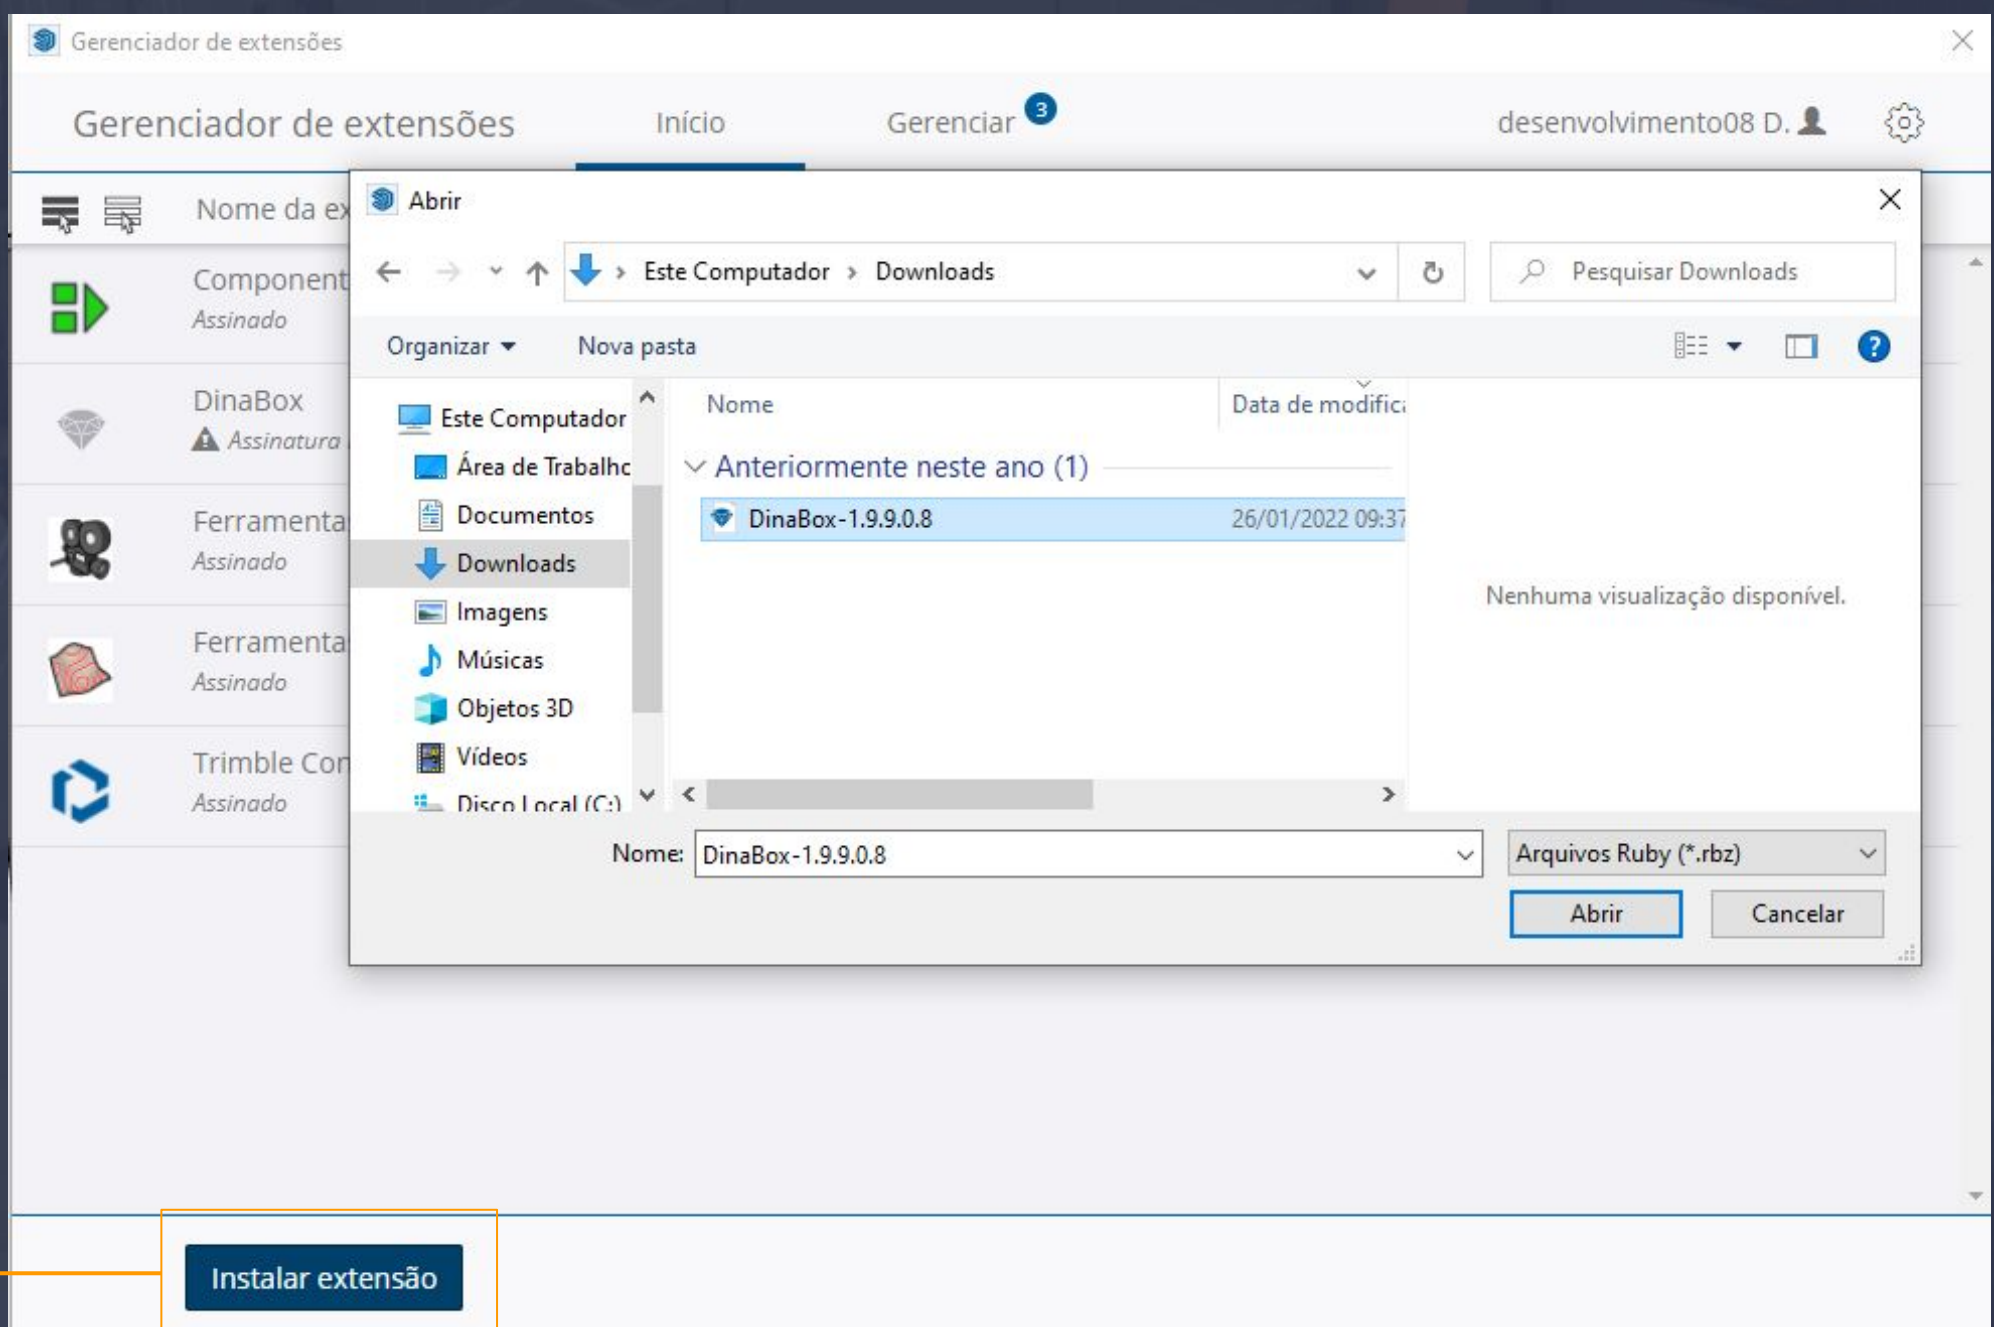 Gerenciador de extensões
Gerenciador de extensões Início Gerenciar 3 desenvolvimento08 D.
Nome da ex
Abrir
Este Computador > Downloads
Pesquisar Downloads
Organizar Nova pasta
Component
Assinado
DinaBox
Assinatura
Ferramenta
Assinado
Ferramenta
Assinado
Trimble Con
Assinado
Este Computador
Área de Trabalho
Documentos
Downloads
Imagens
Músicas
Objetos 3D
Vídeos
Disco Local (C:)
Nome Data de modifica
Anteriormente neste ano (1)
DinaBox-1.9.9.0.8 26/01/2022 09:37
Nenhuma visualização disponível.
Nome: DinaBox-1.9.9.0.8
Arquivos Ruby (*.rbz)
Abrir Cancelar
Instalar extensão